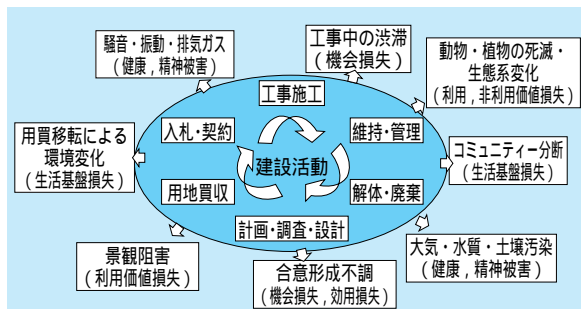 騒音・振動・排気ガス
(健康,精神被害)
工事中の渋滞
(機会損失)
動物・植物の死滅・
生態系変化
(利用,非利用価値損失)
工事施工
入札・契約
維持・管理
用買移転による
環境変化
(生活基盤損失)
建設活動
コミュニティー分断
(生活基盤損失)
用地買収
解体・廃棄
計画・調査・設計
景観阻害
(利用価値損失)
合意形成不調
(機会損失,効用損失)
大気・水質・土壌汚染
(健康,精神被害)